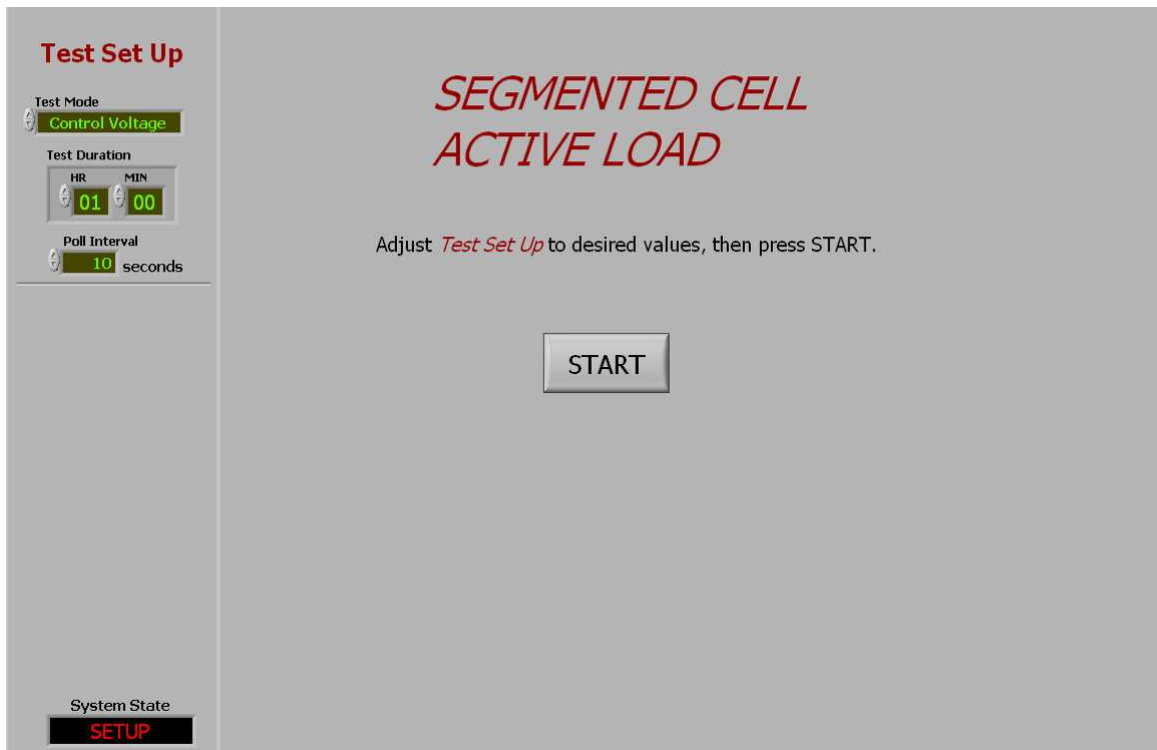 Test Set Up
Test Mode
Control Voltage
Test Duration
HR MIN
01 00
Poll Interval
10 seconds
System State
SETUP
SEGMENTED CELL
ACTIVE LOAD
Adjust Test Set Up to desired values, then press START.
START